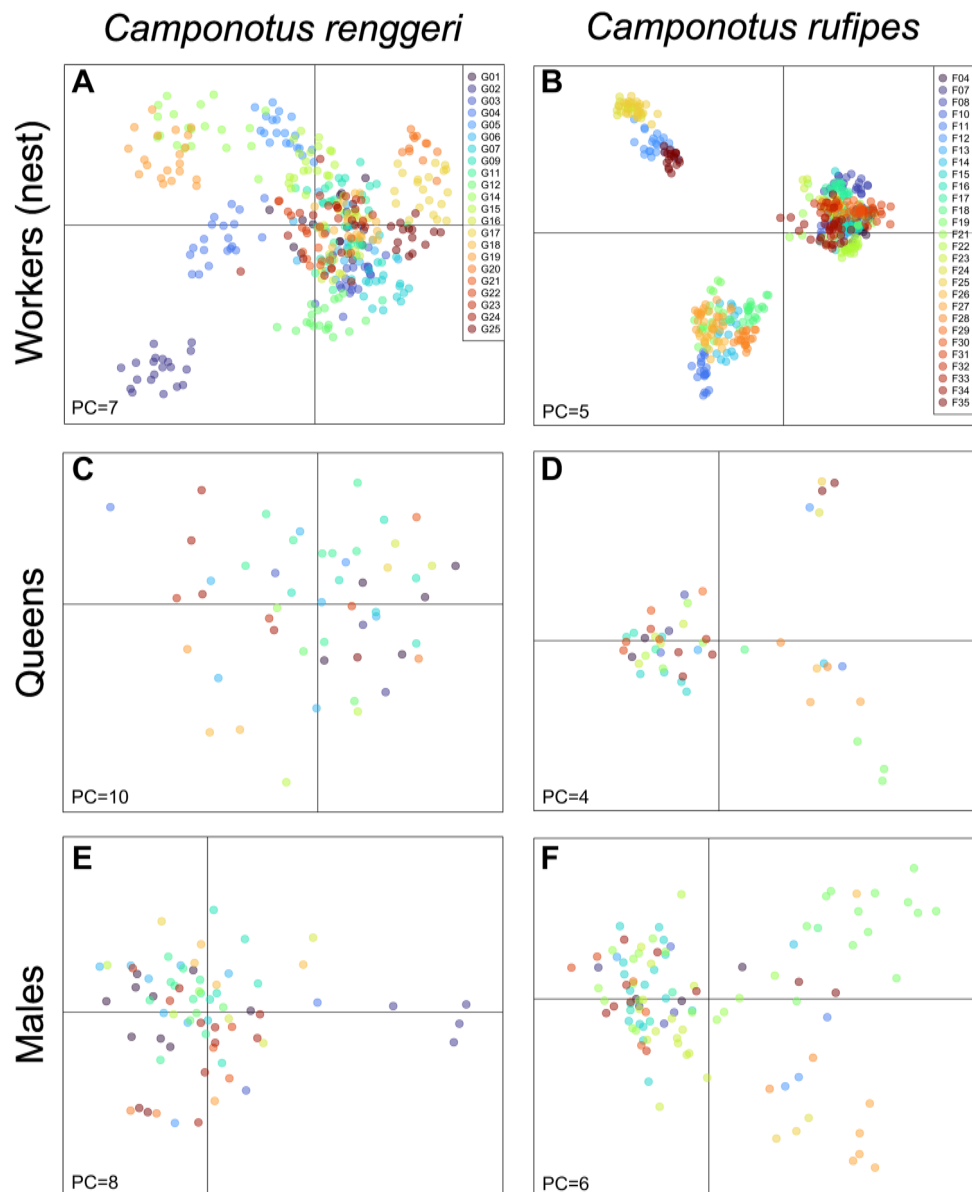 Camponotus renggeri
Camponotus rufipes
Workers (nest)
A
G01
G02
G03
G04
G05
G06
G07
G09
G11
G12
G14
G15
G16
G17
G18
G19
G20
G21
G22
G23
G24
G25
PC=7
B
F04
F07
F08
F10
F11
F12
F13
F14
F15
F16
F17
F18
F19
F21
F22
F23
F24
F25
F26
F27
F28
F29
F30
F31
F32
F33
F34
F35
PC=5
Queens
C
PC=10
D
PC=4
Males
E
PC=8
F
PC=6